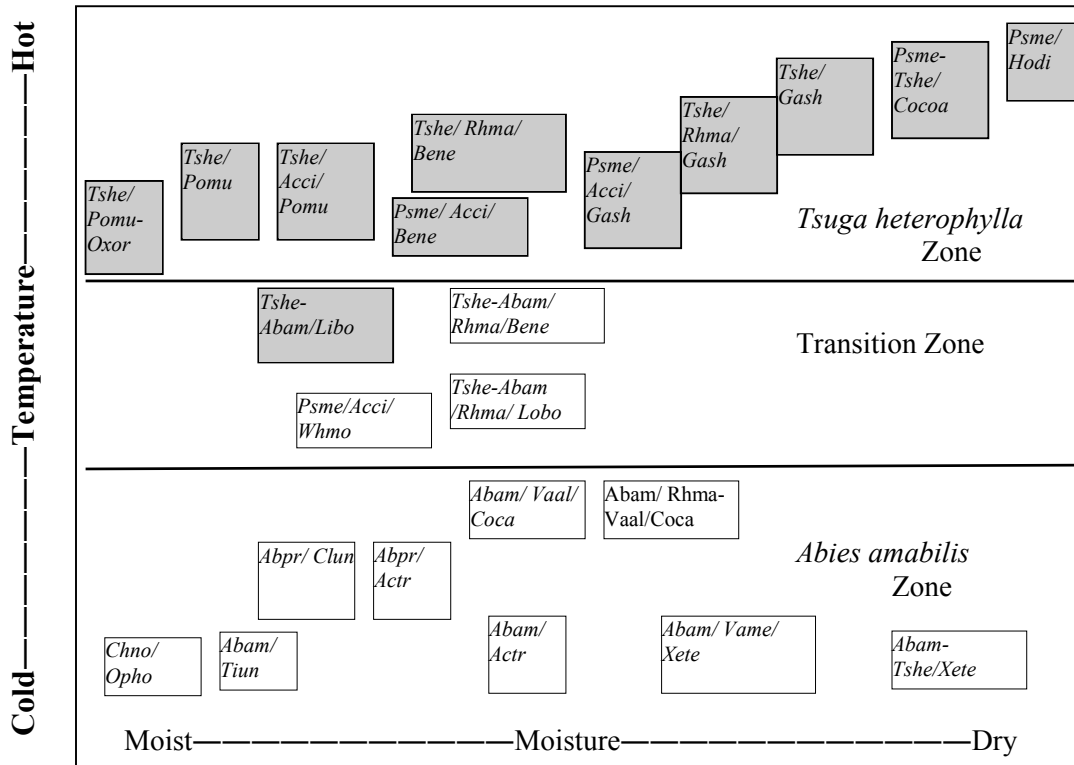 Cold————Temperature————Hot
Psme/
Hodi
Psme-
Tshe/
Cocoa
Tshe/
Gash
Tshe/
Rhma/
Gash
Tshe/ Rhma/
Bene
Tshe/
Pomu
Tshe/
Acci/
Pomu
Psme/
Acci/
Gash
Tshe/
Pomu-
Oxor
Psme/ Acci/
Bene
Tsuga heterophylla
Zone
Tshe-
Abam/Libo
Tshe-Abam/
Rhma/Bene
Transition Zone
Psme/Acci/
Whmo
Tshe-Abam
/Rhma/ Lobo
Abam/ Vaal/
Coca
Abam/ Rhma-
Vaal/Coca
Abpr/ Clun
Abpr/
Actr
Abies amabilis
Zone
Chno/
Opho
Abam/
Tiun
Abam/
Actr
Abam/ Vame/
Xete
Abam-
Tshe/Xete
Moist————————Moisture————————Dry